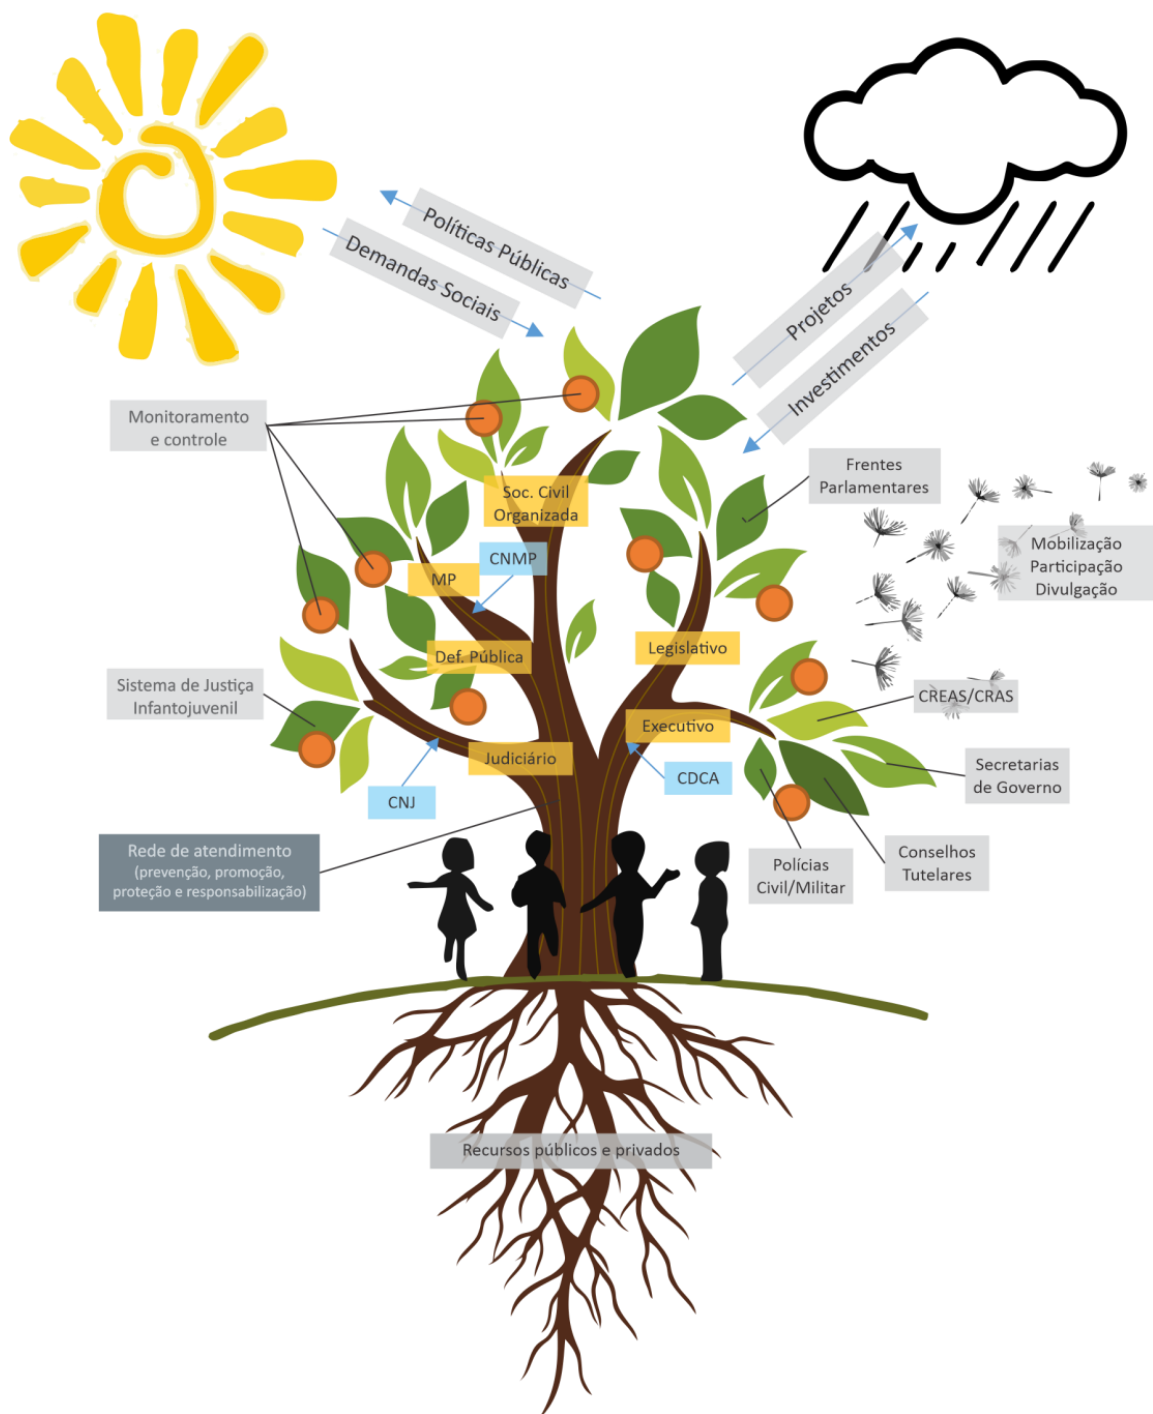 Políticas Públicas
Demandas Sociais
Projetos
Investimentos
Monitoramento
e controle
Frentes
Parlamentares
Soc. Civil
Organizada
Mobilização
Participação
Divulgação
CNMP
MP
Def. Pública
Legislativo
Sistema de Justiça
Infantojuvenil
CREAS/CRAS
Executivo
Judiciário
CDCA
Secretarias
de Governo
CNJ
Rede de atendimento
(prevenção, promoção,
proteção e responsabilização)
Polícias
Civil/Militar
Conselhos
Tutelares
Recursos públicos e privados